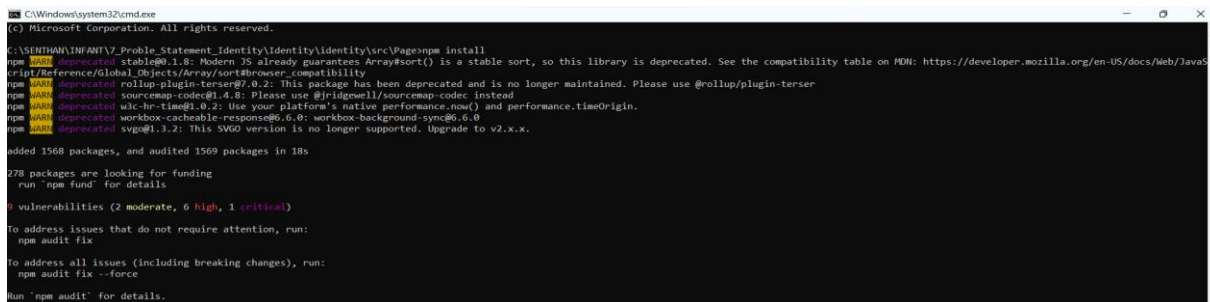 C:\Windows\system32\cmd.exe
(c) Microsoft Corporation. All rights reserved.
C:\SENTHAN\INFANT\7_Proble_Statement_Identity\Identity\identity\src\Page>npm install
npm WARN deprecated stable@0.1.8: Modern JS already guarantees Array#sort() is a stable sort, so this library is deprecated. See the compatibility table on MDN: https://developer.mozilla.org/en-US/docs/Web/JavaS
cript/Reference/Global_Objects/Array/sort#browser_compatibility
npm WARN deprecated rollup-plugin-terser@7.0.2: This package has been deprecated and is no longer maintained. Please use @rollup/plugin-terser
npm WARN deprecated sourcemap-codec@1.4.8: Please use @jridgewell/sourcemap-codec instead
npm WARN deprecated w3c-hr-time@1.0.2: Use your platform's native performance.now() and performance.timeOrigin.
npm WARN deprecated workbox-cacheable-response@6.6.0: workbox-background-sync@6.6.0
npm WARN deprecated svgo@1.3.2: This SVGO version is no longer supported. Upgrade to v2.x.x.
added 1568 packages, and audited 1569 packages in 18s
278 packages are looking for funding
run `npm fund` for details
9 vulnerabilities (2 moderate, 6 high, 1 critical)
To address issues that do not require attention, run:
npm audit fix
To address all issues (including breaking changes), run:
npm audit fix --force
Run `npm audit` for details.